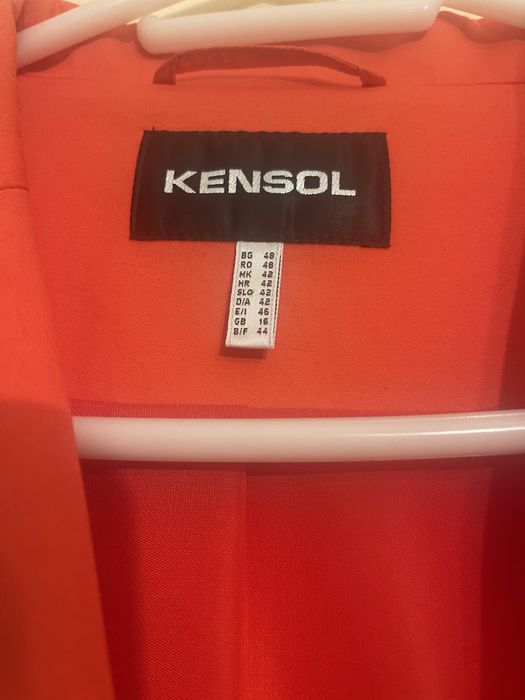 KENSOL
BG 48
RO 48
MK 42
HR 42
SLO 42
D/A 42
E/I 46
GB 16
B/F 44